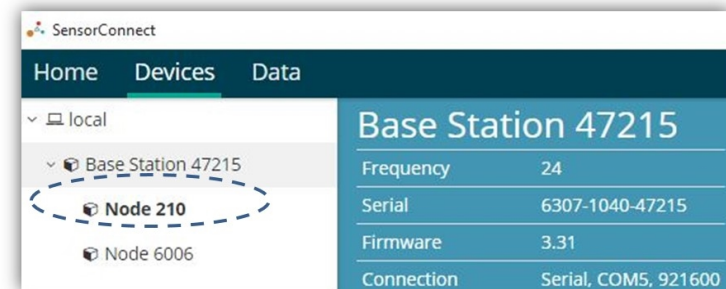 SensorConnect
Home Devices Data
local
Base Station 47215
Node 210
Node 6006
Base Station 47215
Frequency 24
Serial 6307-1040-47215
Firmware 3.31
Connection Serial, COM5, 921600